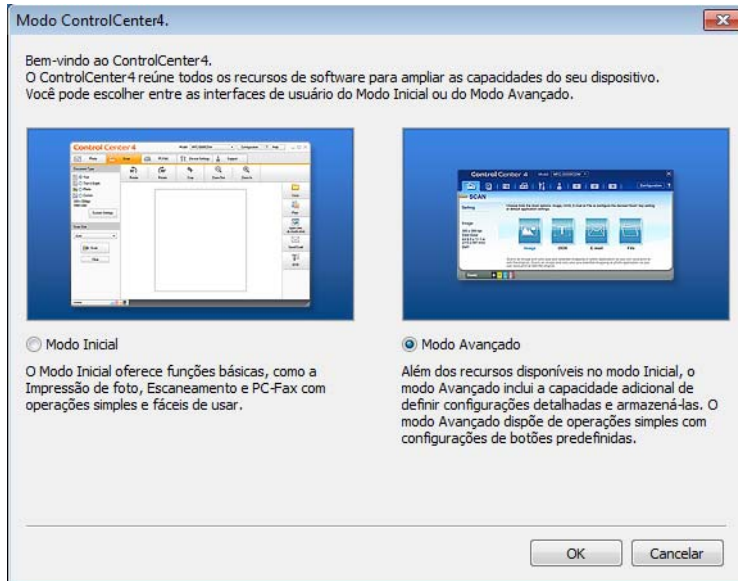 Modo ControlCenter4.
Bem-vindo ao ControlCenter4.
O ControlCenter4 reúne todos os recursos de software para ampliar as capacidades do seu dispositivo.
Você pode escolher entre as interfaces de usuário do Modo Inicial ou do Modo Avançado.
Control Center 4
Control Center 4
SCAN
Modo Inicial
O Modo Inicial oferece funções básicas, como a
Impressão de foto, Escaneamento e PC-Fax com
operações simples e fáceis de usar.
Modo Avançado
Além dos recursos disponíveis no modo Inicial, o
modo Avançado inclui a capacidade adicional de
definir configurações detalhadas e armazená-las. O
modo Avançado dispõe de operações simples com
configurações de botões predefinidas.
OK
Cancelar